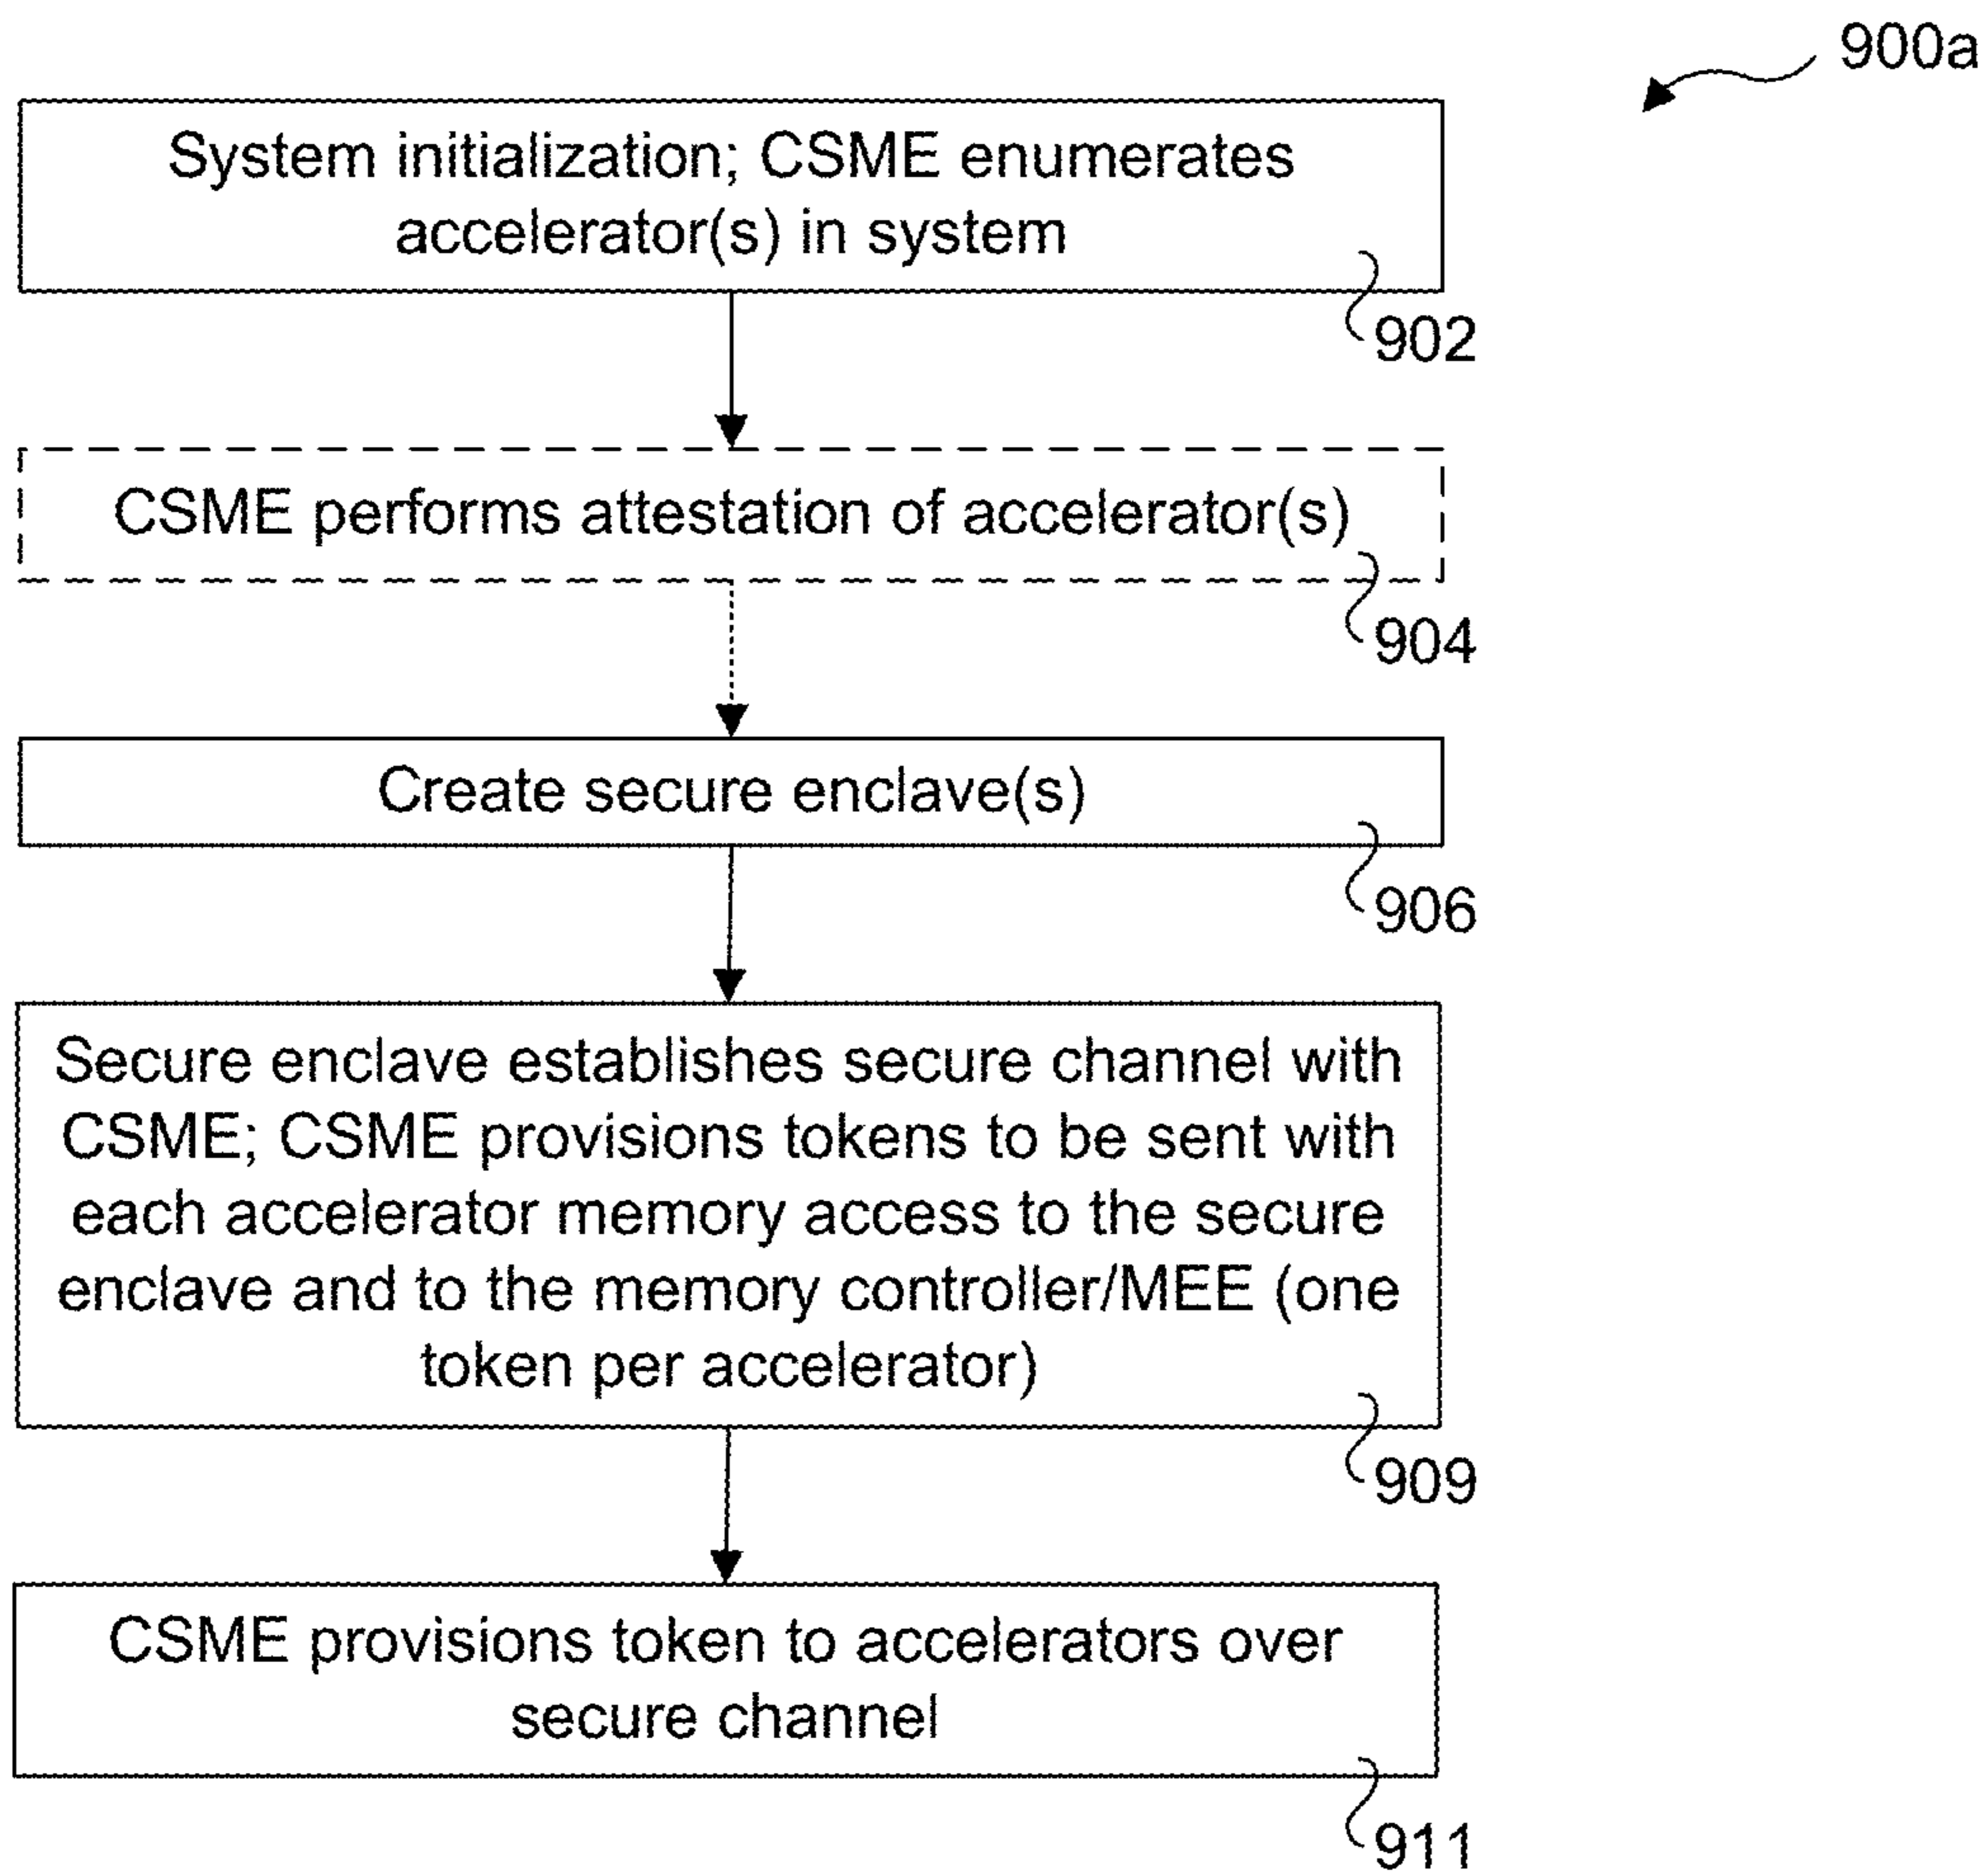 900a
System initialization; CSME enumerates
accelerator(s) in system
902
CSME performs attestation of accelerator(s)
904
Create secure enclave(s)
906
Secure enclave establishes secure channel with
CSME; CSME provisions tokens to be sent with
each accelerator memory access to the secure
enclave and to the memory controller/MEE (one
token per accelerator)
909
CSME provisions token to accelerators over
secure channel
911